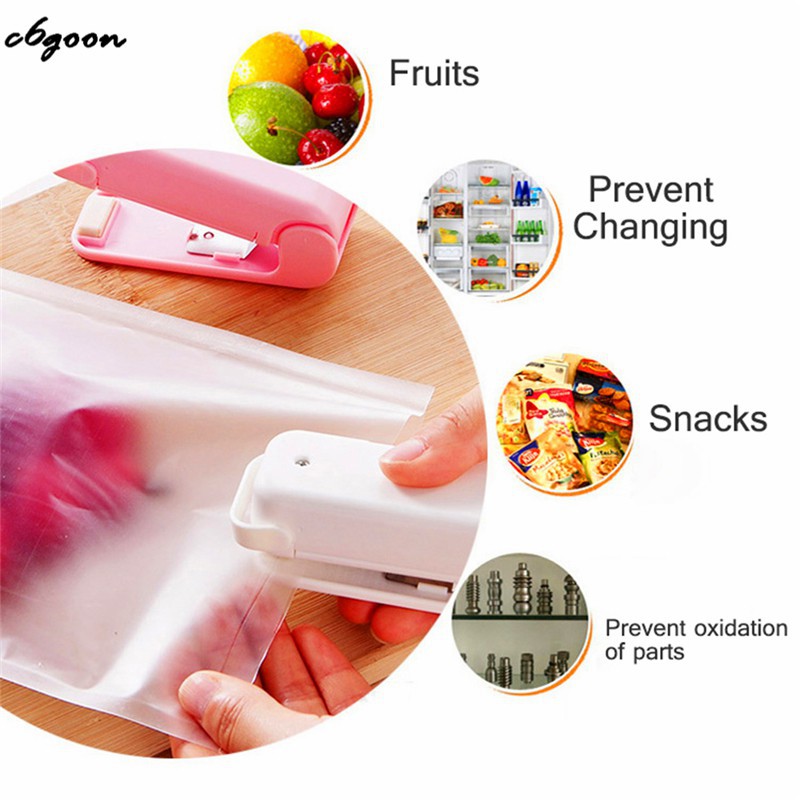 c6goon
Fruits
Prevent
Changing
Snacks
Prevent oxidation
of parts